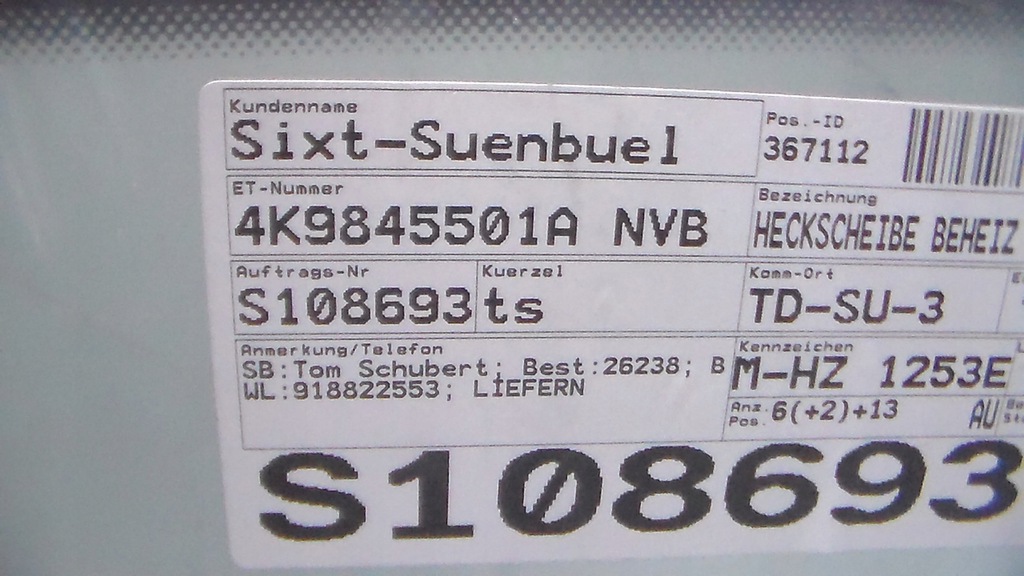 Kundenname
Sixt-Suenbuel
Pos.-ID
367112
ET-Nummer
4K9845501A NVB
Bezeichnung
HECKSCHEIBE BEHEIZ
Auftrags-Nr
S108693
Kuerzel
ts
Komm-Ort
TD-SU-3
Anmerkung/Telefon
SB:Tom Schubert; Best:26238; B
WL:918822553; LIEFERN
Kennzeichen
M-HZ 1253E
Anz. Pos. 6(+2)+13
AU
S108693